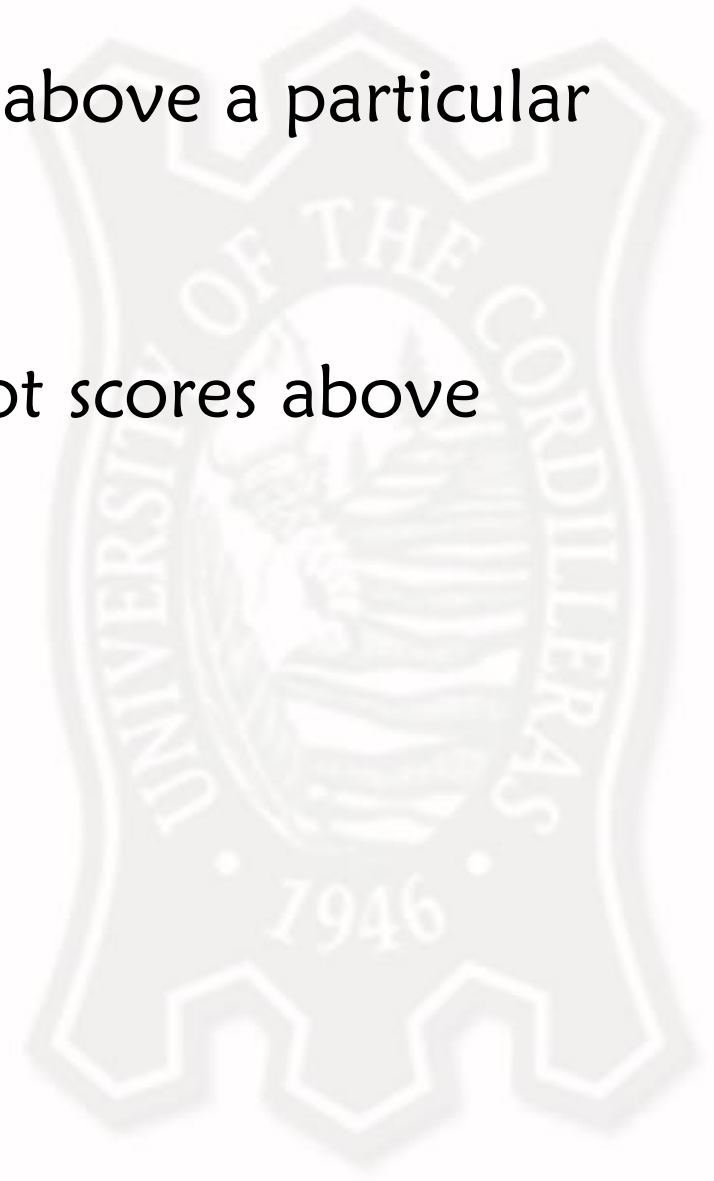 above a particular
ot scores above
UNIVERSITY OF THE CORDILLERAS
• 1946 •